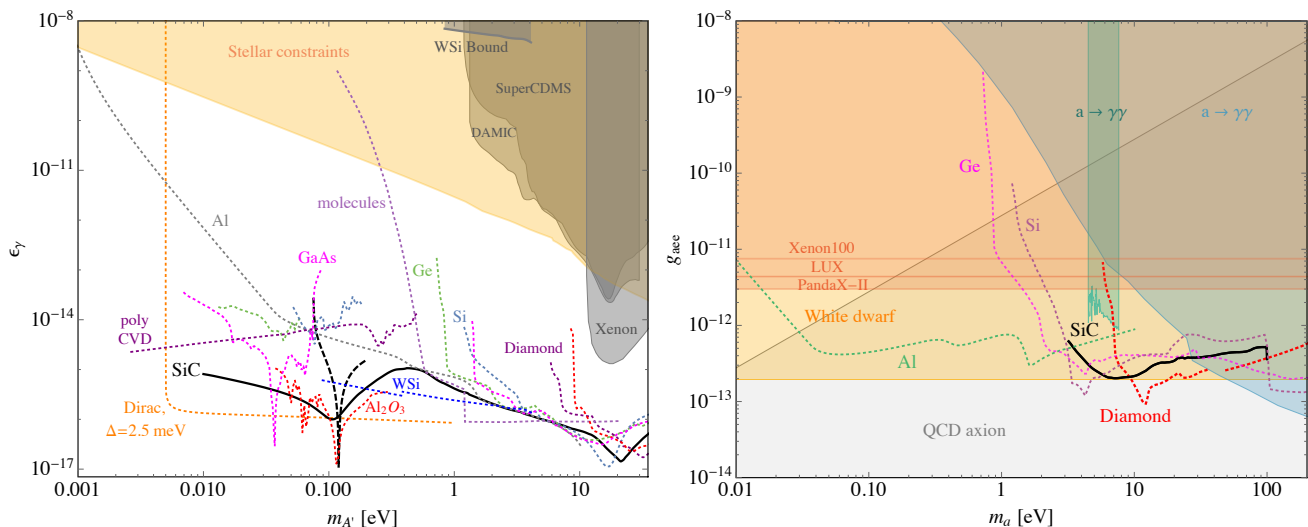 10⁻⁸
10⁻¹¹
10⁻¹⁴
10⁻¹⁷
ϵγ
0.001
0.010
0.100
1
10
m_A' [eV]
Stellar constraints
WSi Bound
SuperCDMS
DAMIC
molecules
Al
GaAs
Ge
Xenon
poly
CVD
Si
SiC
Diamond
WSi
Dirac,
Δ=2.5 meV
Al₂O₃
10⁻⁸
10⁻⁹
10⁻¹⁰
10⁻¹¹
10⁻¹²
10⁻¹³
10⁻¹⁴
g_aee
0.01
0.10
1
10
100
m_a [eV]
a → γγ
a → γγ
Ge
Si
Xenon100
LUX
PandaX-II
White dwarf
SiC
Al
Diamond
QCD axion